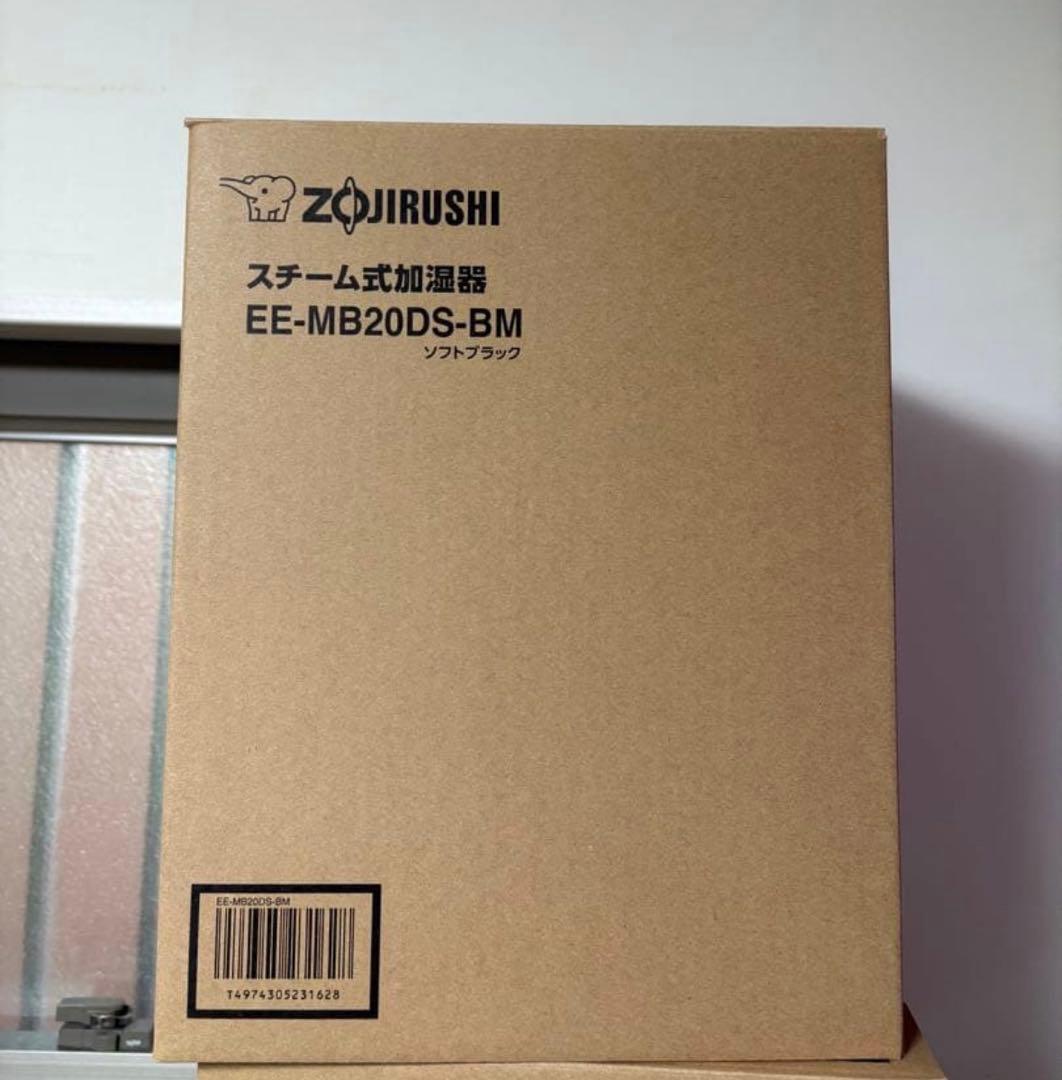 ZOJIRUSHI
スチーム式加湿器
EE-MB20DS-BM
ソフトブラック
EE-MB20DS-BM
T4974305231628